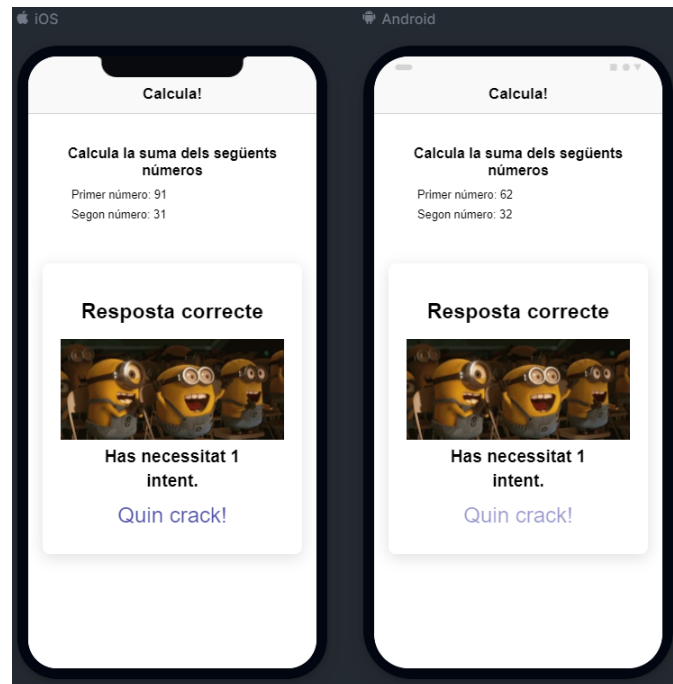 iOS
Calcula!
Calcula la suma dels següents
números
Primer número: 91
Segon número: 31
Resposta correcte
Has necessitat 1
intent.
Quin crack!
Android
Calcula!
Calcula la suma dels següents
números
Primer número: 62
Segon número: 32
Resposta correcte
Has necessitat 1
intent.
Quin crack!